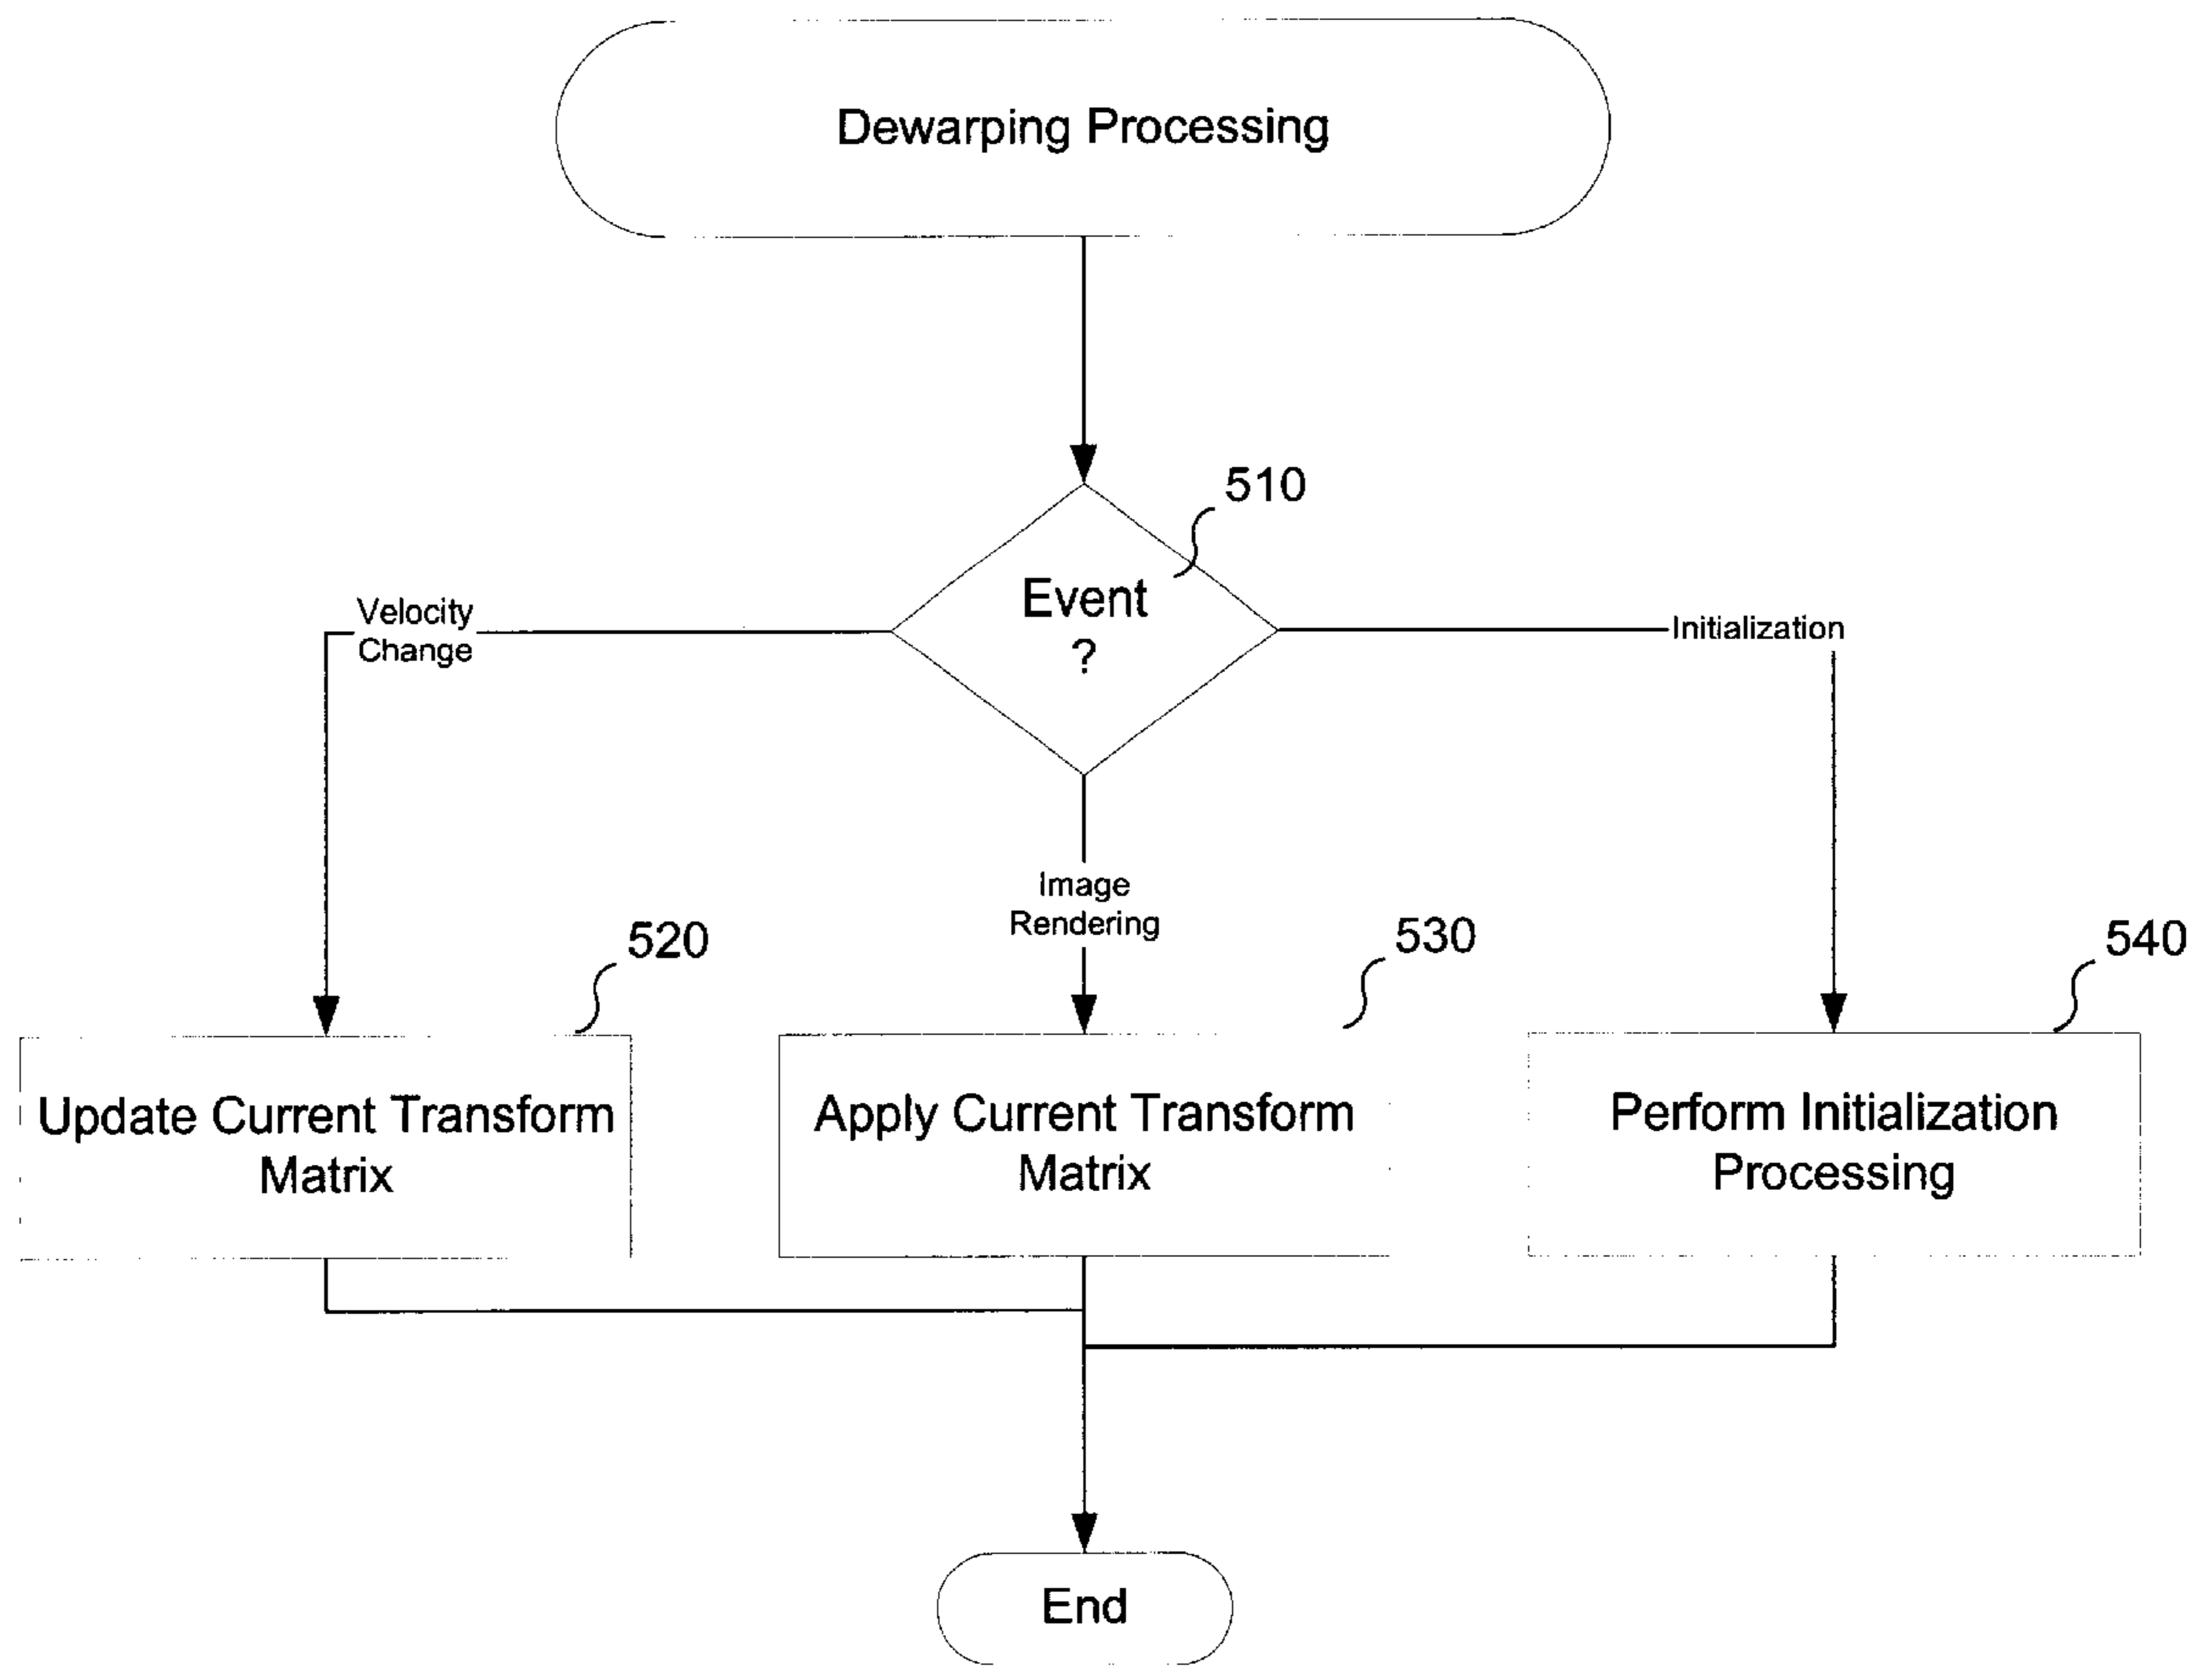 Dewarping Processing
510
Event
?
Velocity
Change
Initialization
Image
Rendering
520
530
540
Update Current Transform
Matrix
Apply Current Transform
Matrix
Perform Initialization
Processing
End